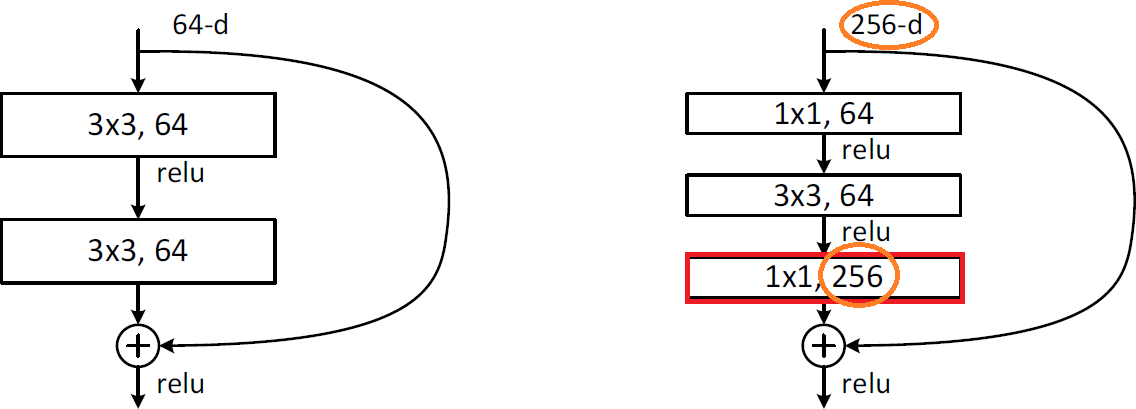 64-d
3x3, 64
relu
3x3, 64
relu
256-d
1x1, 64
relu
3x3, 64
relu
1x1, 256
relu